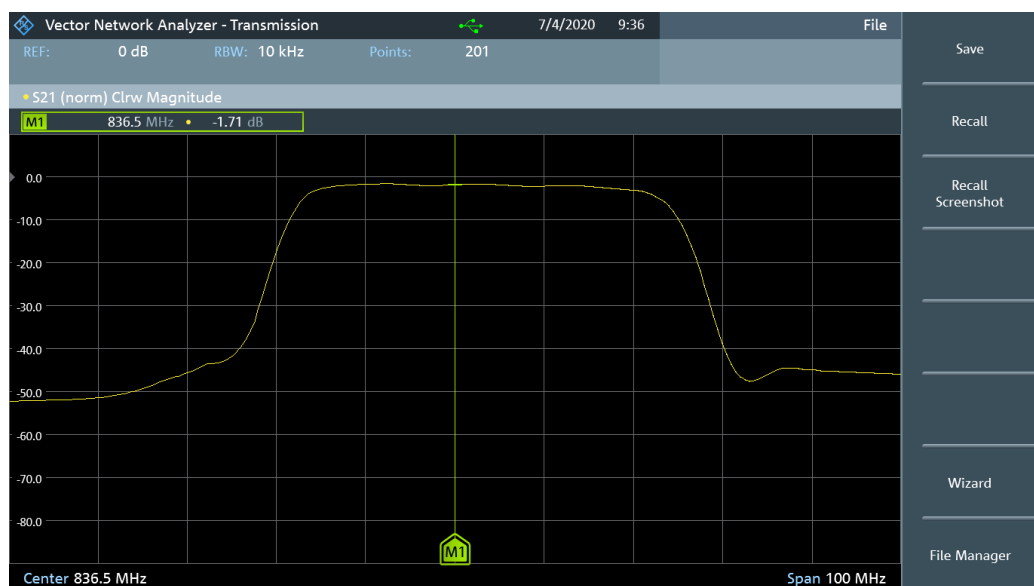 Vector Network Analyzer - Transmission 7/4/2020 9:36 File
REF: 0 dB RBW: 10 kHz Points: 201
S21 (norm) Clrw Magnitude
M1 836.5 MHz -1.71 dB
0.0
-10.0
-20.0
-30.0
-40.0
-50.0
-60.0
-70.0
-80.0
M1
Center 836.5 MHz Span 100 MHz
Save
Recall
Recall
Screenshot
Wizard
File Manager